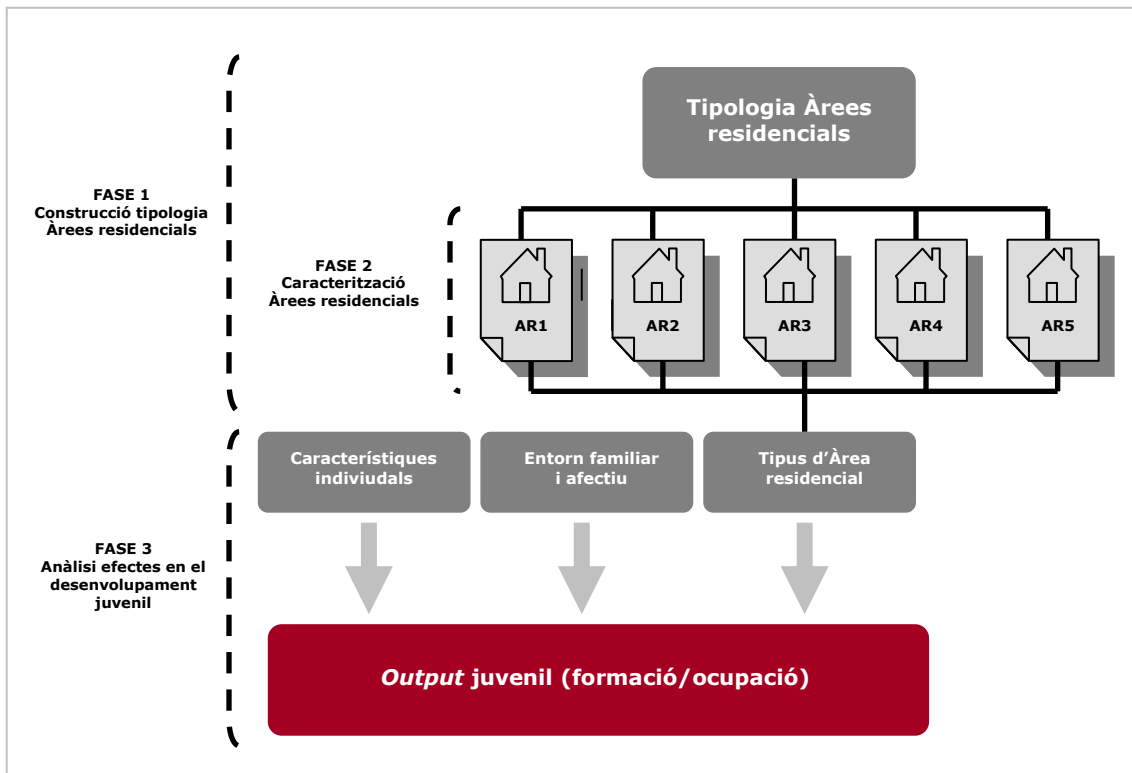 Tipologia Àrees
residencials
FASE 1
Construcció tipologia
Àrees residencials
FASE 2
Caracterització
Àrees residencials
AR1
AR2
AR3
AR4
AR5
Característiques
indiviudals
Entorn familiar
i afectiu
Tipus d’Àrea
residencial
FASE 3
Anàlisi efectes en el
desenvolupament
juvenil
Output juvenil (formació/ocupació)